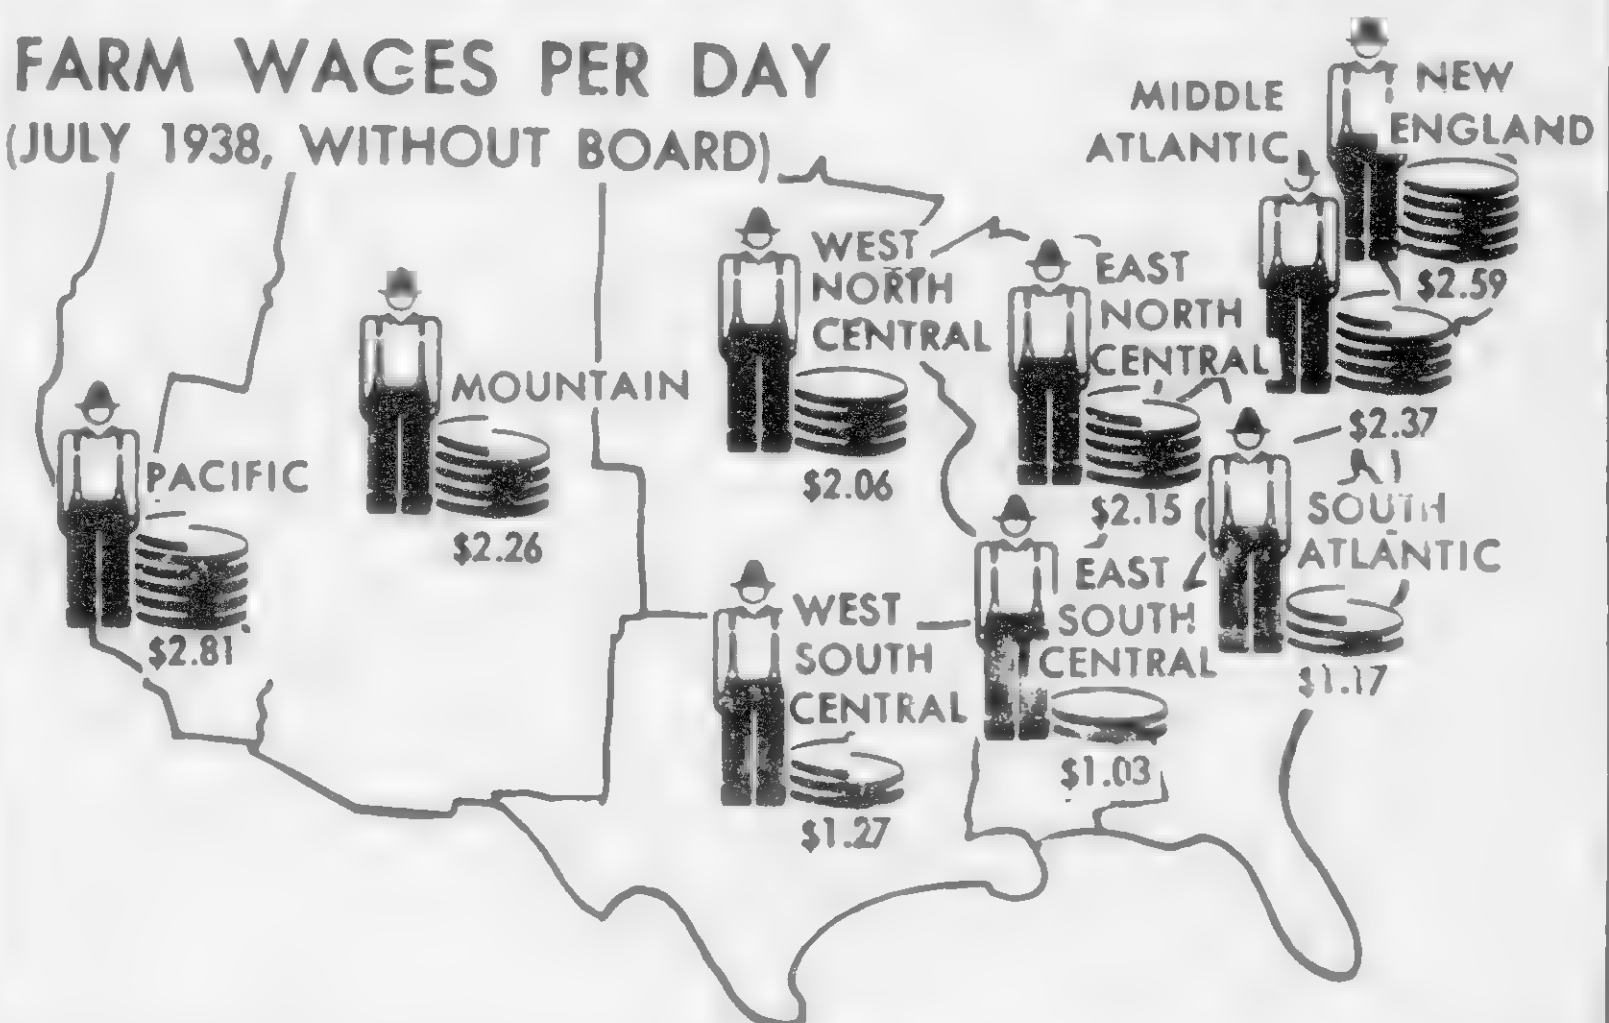 FARM WAGES PER DAY
(JULY 1938, WITHOUT BOARD)
NEW
ENGLAND
$2.59
MIDDLE
ATLANTIC
$2.37
WEST
NORTH
CENTRAL
$2.06
EAST
NORTH
CENTRAL
$2.15
MOUNTAIN
$2.26
PACIFIC
$2.81
SOUTH
ATLANTIC
$1.17
EAST
SOUTH
CENTRAL
$1.03
WEST
SOUTH
CENTRAL
$1.27